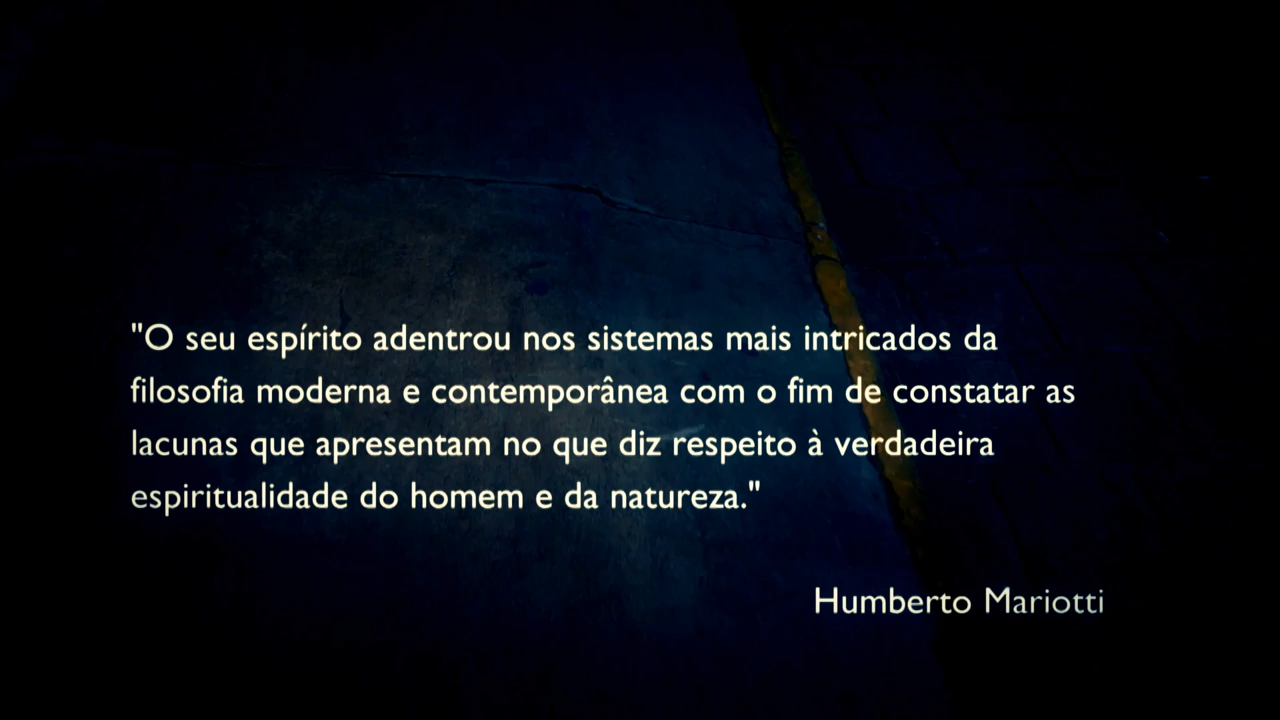 "O seu espírito adentrou nos sistemas mais intricados da
filosofia moderna e contemporânea com o fim de constatar as
lacunas que apresentam no que diz respeito à verdadeira
espiritualidade do homem e da natureza."
Humberto Mariotti